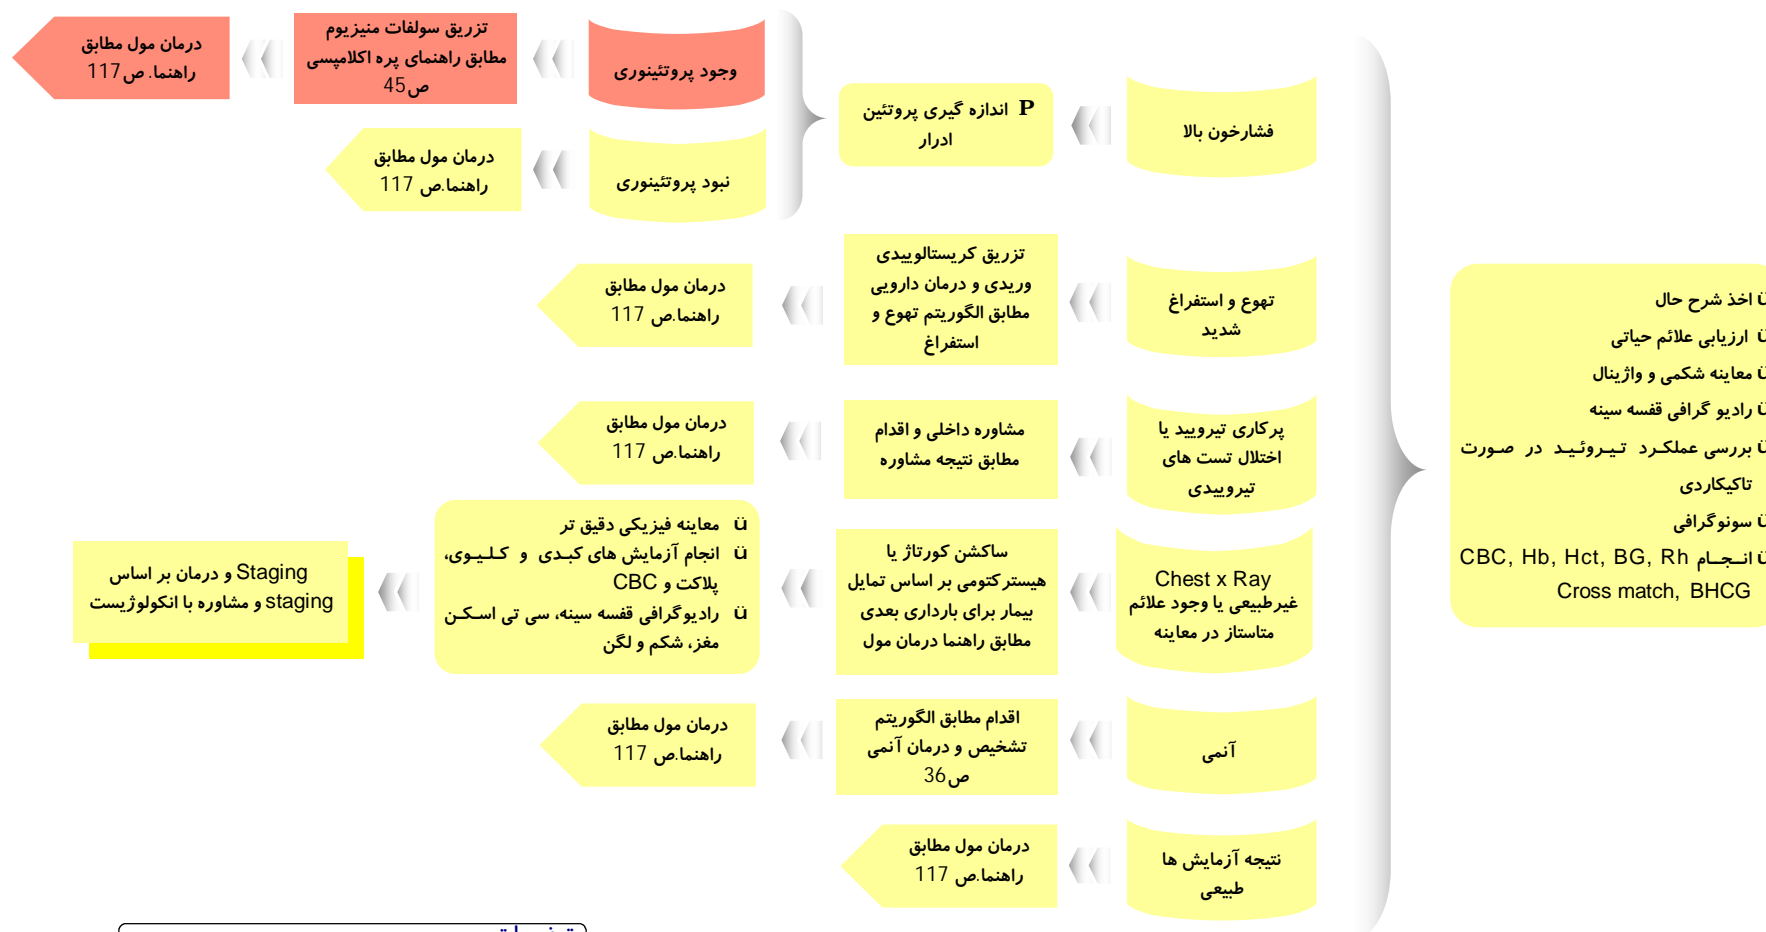 ü اخذ شرح حال
ü ارزیابی علائم حیاتی
ü معاینه شکمی و واژینال
ü رادیو گرافی قفسه سینه
ü بررسی عملکرد تیروئید در صورت
تاکیکاردی
ü سونوگرافی
ü انجام CBC, Hb, Hct, BG, Rh
Cross match, BHCG
فشارخون بالا
P اندازه گیری پروتئین
ادرار
وجود پروتئینوری
تزریق سولفات منیزیوم
مطابق راهنمای پره اکلامپسی
ص45
درمان مول مطابق
راهنما. ص117
نبود پروتئینوری
درمان مول مطابق
راهنما.ص 117
تهوع و استفراغ
شدید
تزریق کریستالوییدی
وریدی و درمان دارویی
مطابق الگوریتم تهوع و
استفراغ
درمان مول مطابق
راهنما.ص 117
پرکاری تیرویید یا
اختلال تست های
تیروییدی
مشاوره داخلی و اقدام
مطابق نتیجه مشاوره
درمان مول مطابق
راهنما.ص 117
Chest x Ray
غیرطبیعی یا وجود علائم
متاستاز در معاینه
ساکشن کورتاژ یا
هیسترکتومی بر اساس تمایل
بیمار برای بارداری بعدی
مطابق راهنما درمان مول
ü معاینه فیزیکی دقیق تر
ü انجام آزمایش های کبدی و کلیوی،
پلاکت و CBC
ü رادیوگرافی قفسه سینه، سی تی اسکن
مغز، شکم و لگن
Staging و درمان بر اساس
staging و مشاوره با انکولوژیست
آنمی
اقدام مطابق الگوریتم
تشخیص و درمان آنمی
ص36
درمان مول مطابق
راهنما.ص 117
نتیجه آزمایش ها
طبیعی
درمان مول مطابق
راهنما.ص 117